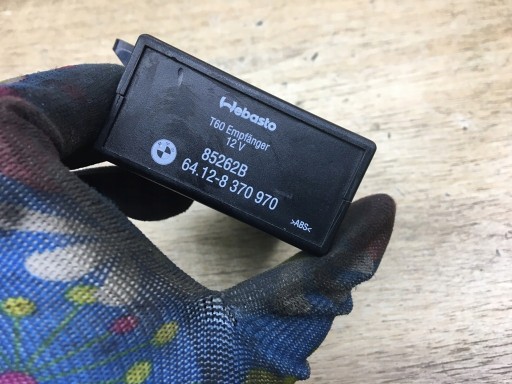 Webasto
T60 Empfänger
12 V
85262B
64.12-8 370 970
>ABS<